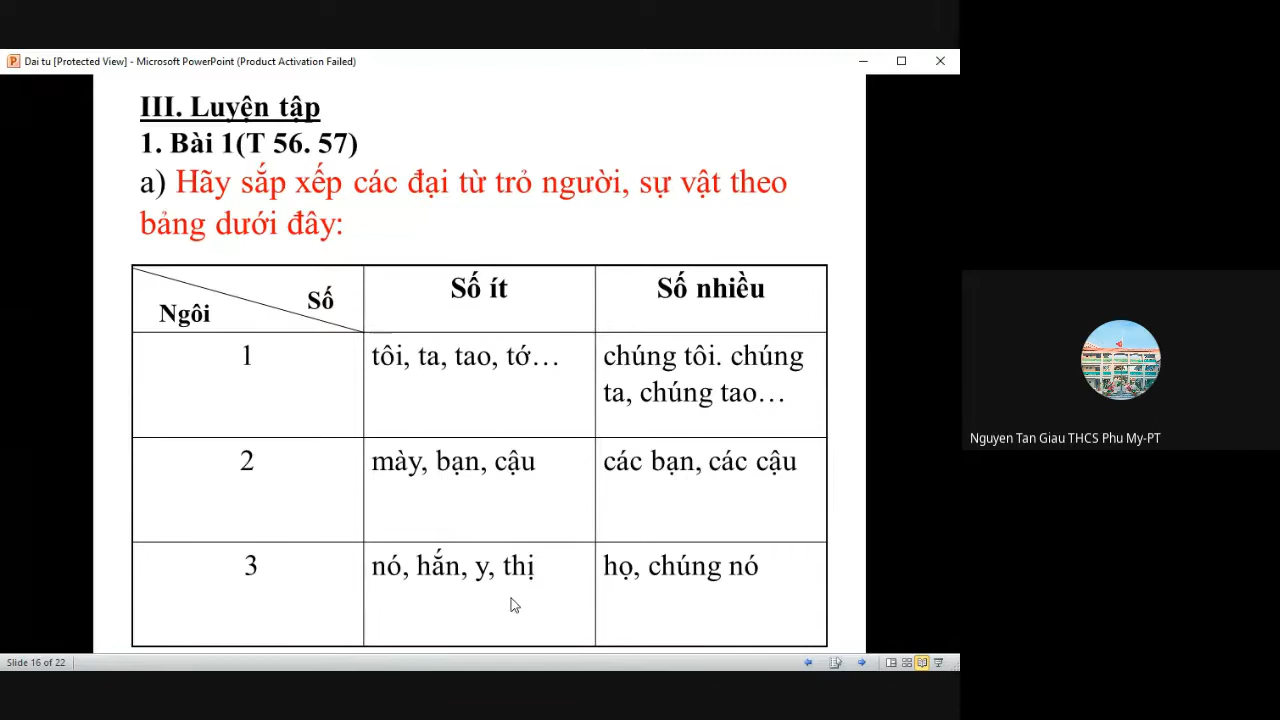 Dai tu [Protected View] - Microsoft PowerPoint (Product Activation Failed)
III. Luyện tập
1. Bài 1(T 56. 57)
a) Hãy sắp xếp các đại từ trỏ người, sự vật theo
bảng dưới đây:
Số
Ngôi
Số ít
Số nhiều
1
tôi, ta, tao, tớ…
chúng tôi. chúng
ta, chúng tao…
2
mày, bạn, cậu
các bạn, các cậu
3
nó, hắn, y, thị
họ, chúng nó
Nguyen Tan Giau THCS Phu My-PT
Slide 16 of 22